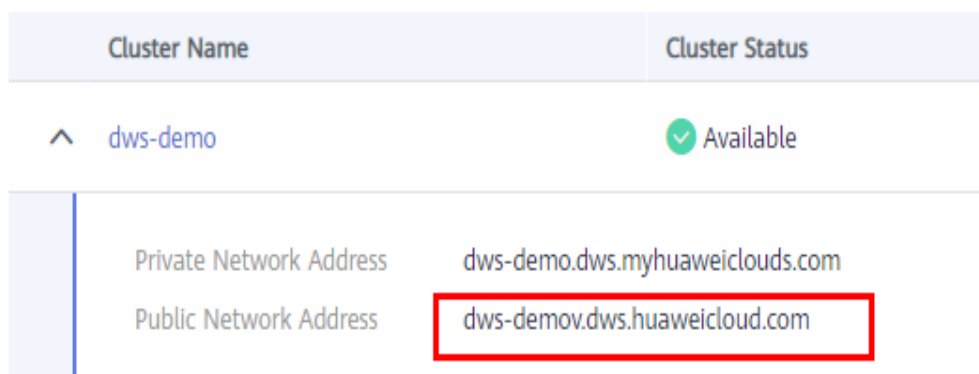 Cluster Name Cluster Status
dws-demo Available
Private Network Address dws-demo.dws.myhuaweiclouds.com
Public Network Address dws-demov.dws.huaweicloud.com